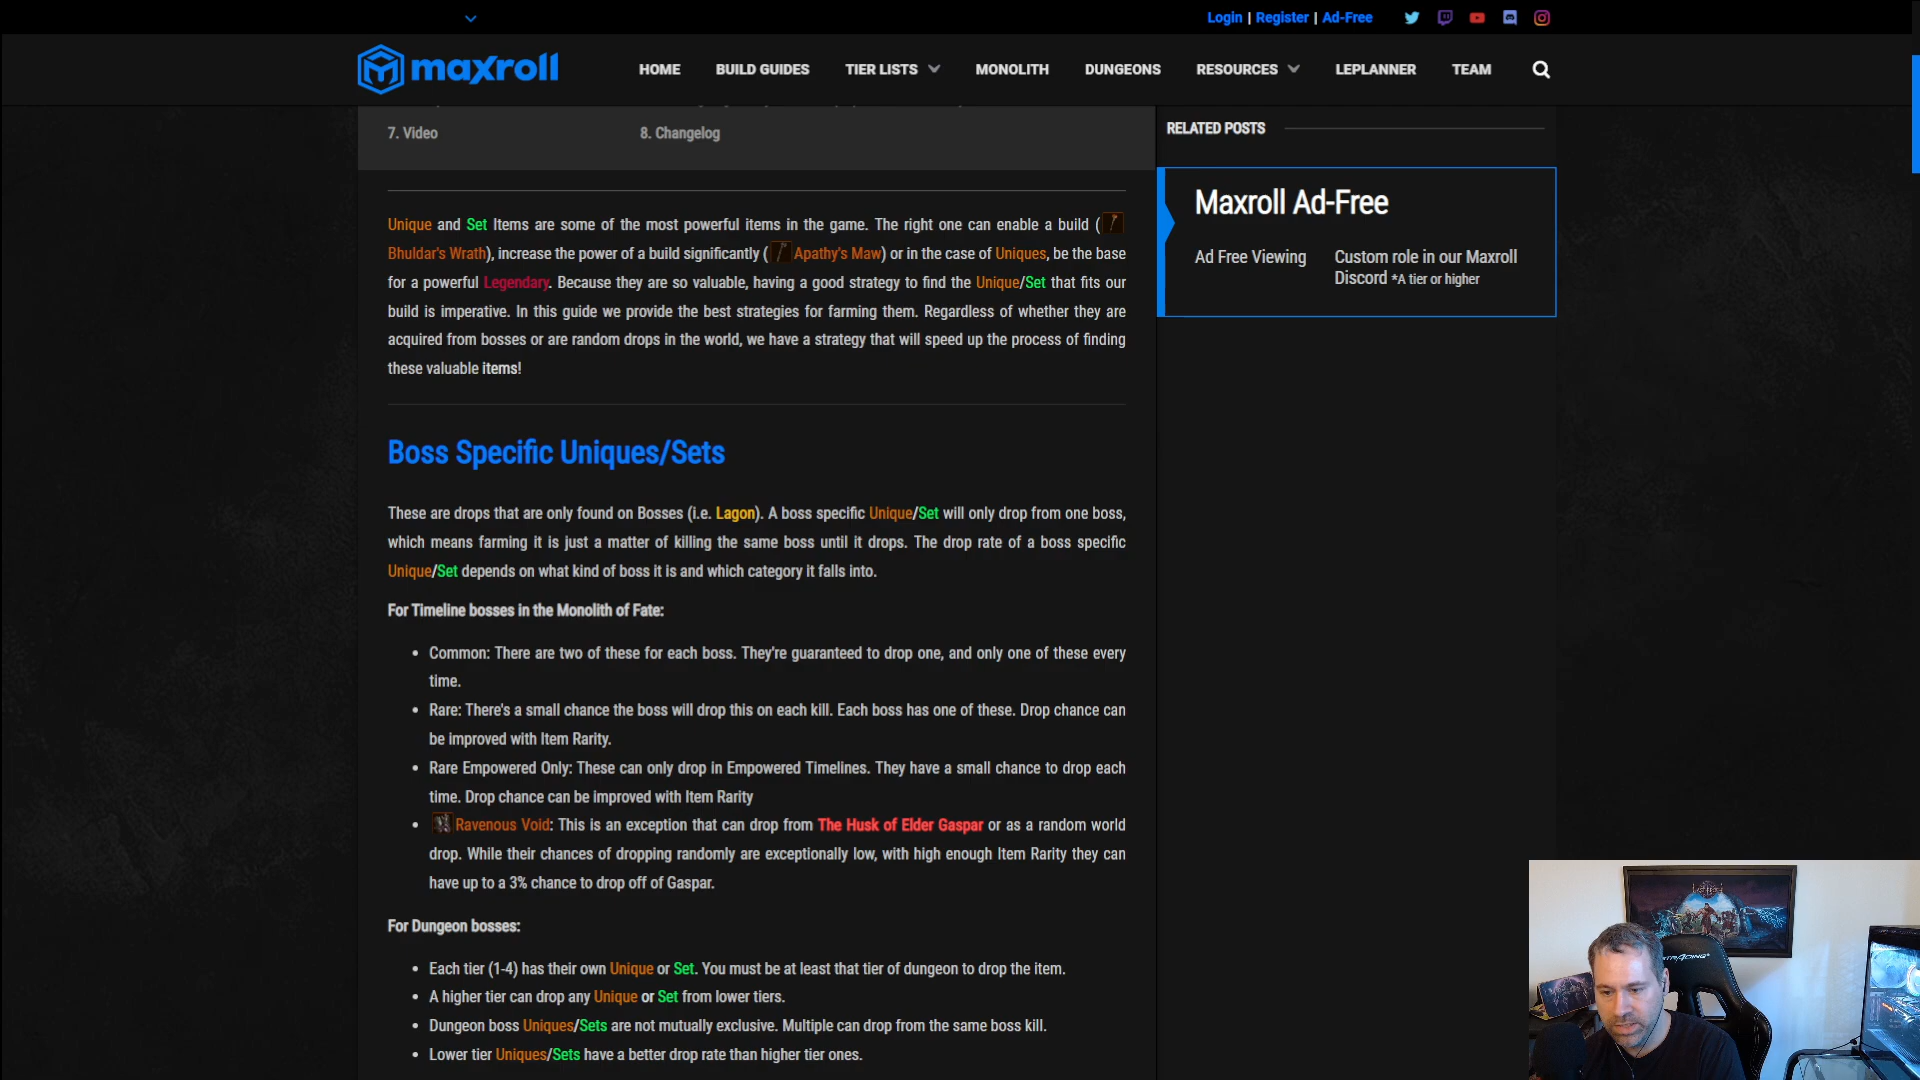 Login | Register | Ad-Free
maxroll
HOME BUILD GUIDES TIER LISTS MONOLITH DUNGEONS RESOURCES LEPLANNER TEAM
7. Video 8. Changelog
RELATED POSTS
Maxroll Ad-Free
Ad Free Viewing
Custom role in our Maxroll
Discord *A tier or higher
Unique and Set Items are some of the most powerful items in the game. The right one can enable a build (
Bhuldar's Wrath), increase the power of a build significantly ( Apathy's Maw) or in the case of Uniques, be the base
for a powerful Legendary. Because they are so valuable, having a good strategy to find the Unique/Set that fits our
build is imperative. In this guide we provide the best strategies for farming them. Regardless of whether they are
acquired from bosses or are random drops in the world, we have a strategy that will speed up the process of finding
these valuable items!
Boss Specific Uniques/Sets
These are drops that are only found on Bosses (i.e. Lagon). A boss specific Unique/Set will only drop from one boss,
which means farming it is just a matter of killing the same boss until it drops. The drop rate of a boss specific
Unique/Set depends on what kind of boss it is and which category it falls into.
For Timeline bosses in the Monolith of Fate:
• Common: There are two of these for each boss. They're guaranteed to drop one, and only one of these every
time.
• Rare: There's a small chance the boss will drop this on each kill. Each boss has one of these. Drop chance can
be improved with Item Rarity.
• Rare Empowered Only: These can only drop in Empowered Timelines. They have a small chance to drop each
time. Drop chance can be improved with Item Rarity
• Ravenous Void: This is an exception that can drop from The Husk of Elder Gaspar or as a random world
drop. While their chances of dropping randomly are exceptionally low, with high enough Item Rarity they can
have up to a 3% chance to drop off of Gaspar.
For Dungeon bosses:
• Each tier (1-4) has their own Unique or Set. You must be at least that tier of dungeon to drop the item.
• A higher tier can drop any Unique or Set from lower tiers.
• Dungeon boss Uniques/Sets are not mutually exclusive. Multiple can drop from the same boss kill.
• Lower tier Uniques/Sets have a better drop rate than higher tier ones.